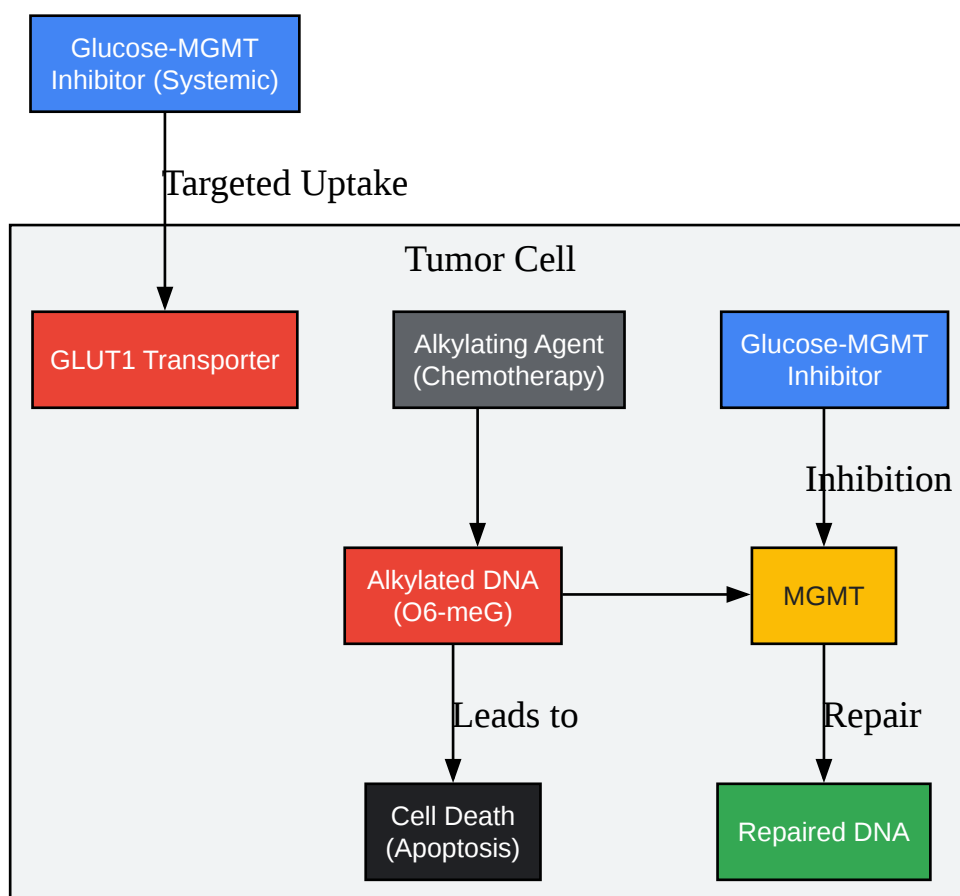 Glucose-MGMT
Inhibitor (Systemic)
Targeted Uptake
Tumor Cell
GLUT1 Transporter
Alkylating Agent
(Chemotherapy)
Glucose-MGMT
Inhibitor
Inhibition
Alkylated DNA
(O6-meG)
MGMT
Leads to
Repair
Cell Death
(Apoptosis)
Repaired DNA